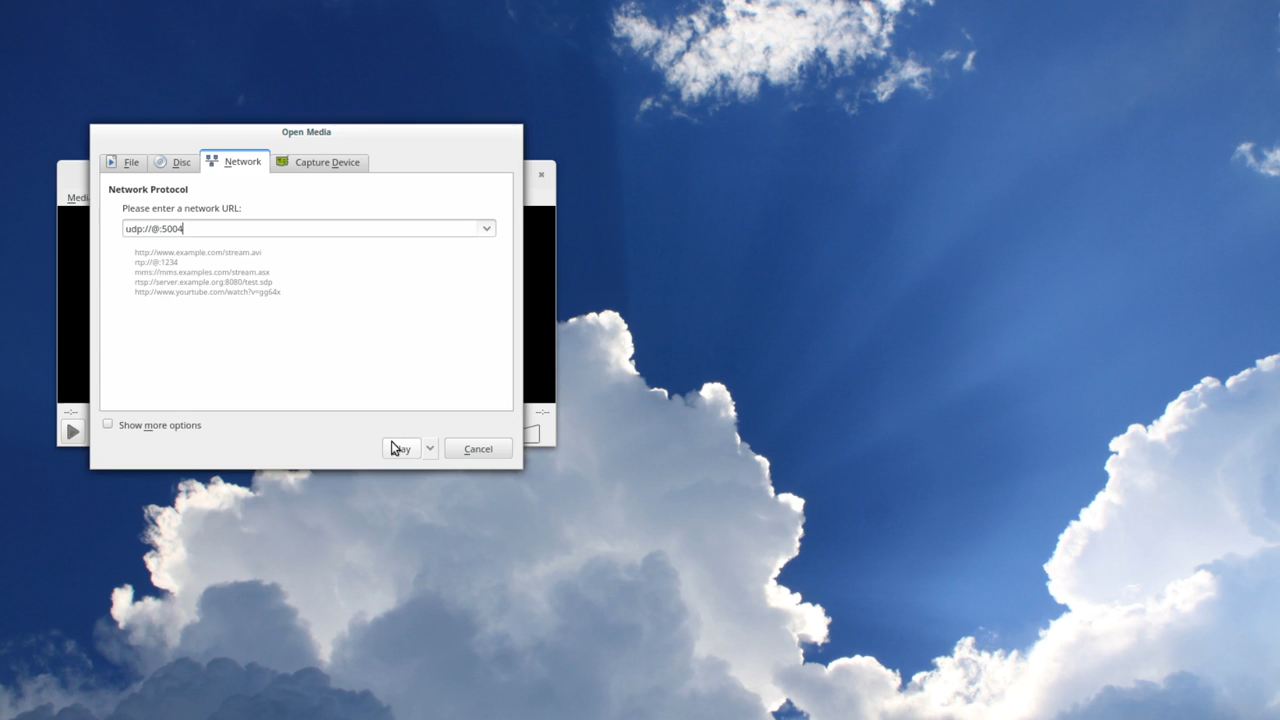 Open Media
File
Disc
Network
Capture Device
Network Protocol
Please enter a network URL:
udp://@:5004
http://www.example.com/stream.avi
rtp://@:1234
mms://mms.examples.com/stream.asx
rtsp://server.example.org:8080/test.sdp
http://www.yourtube.com/watch?v=gg64x
--:--
--:--
Show more options
Cancel